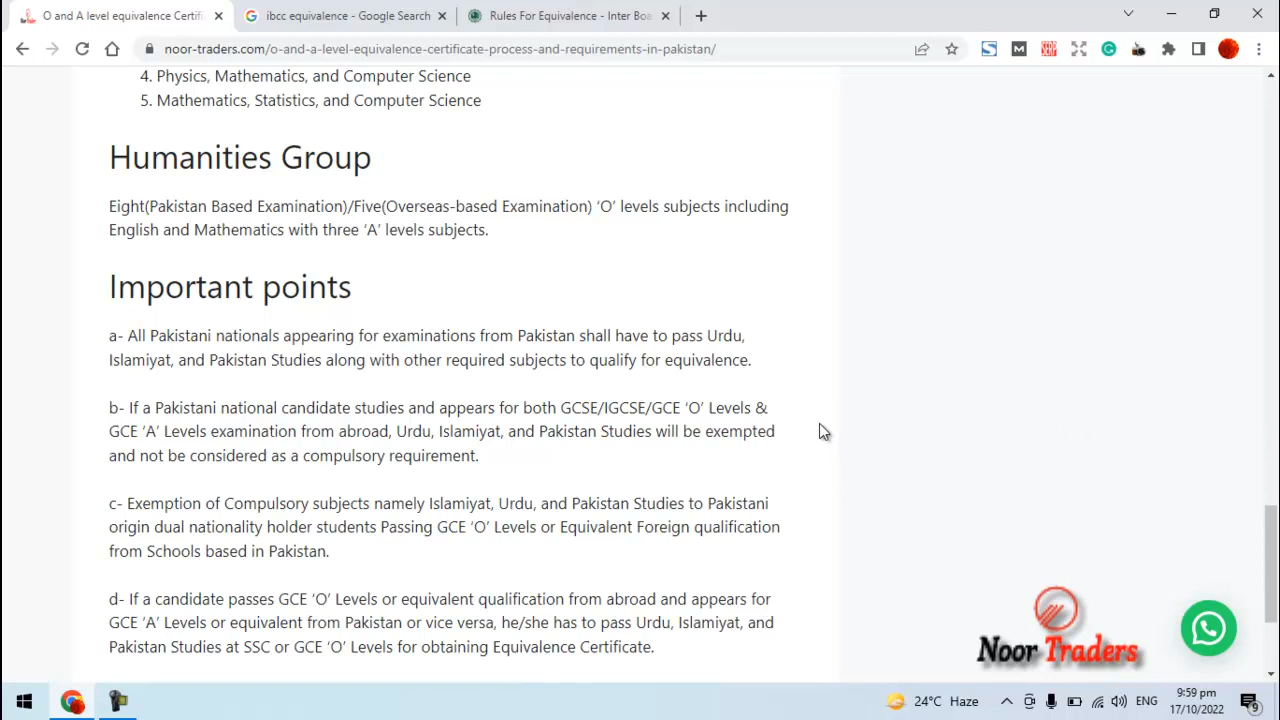 O and A level equivalence Certifi
ibcc equivalence - Google Search
Rules For Equivalence - Inter Boa
noor-traders.com/o-and-a-level-equivalence-certificate-process-and-requirements-in-pakistan/
4. Physics, Mathematics, and Computer Science
5. Mathematics, Statistics, and Computer Science
Humanities Group
Eight(Pakistan Based Examination)/Five(Overseas-based Examination) ‘O’ levels subjects including
English and Mathematics with three ‘A’ levels subjects.
Important points
a- All Pakistani nationals appearing for examinations from Pakistan shall have to pass Urdu,
Islamiyat, and Pakistan Studies along with other required subjects to qualify for equivalence.
b- If a Pakistani national candidate studies and appears for both GCSE/IGCSE/GCE ‘O’ Levels &
GCE ‘A’ Levels examination from abroad, Urdu, Islamiyat, and Pakistan Studies will be exempted
and not be considered as a compulsory requirement.
c- Exemption of Compulsory subjects namely Islamiyat, Urdu, and Pakistan Studies to Pakistani
origin dual nationality holder students Passing GCE ‘O’ Levels or Equivalent Foreign qualification
from Schools based in Pakistan.
d- If a candidate passes GCE ‘O’ Levels or equivalent qualification from abroad and appears for
GCE ‘A’ Levels or equivalent from Pakistan or vice versa, he/she has to pass Urdu, Islamiyat, and
Pakistan Studies at SSC or GCE ‘O’ Levels for obtaining Equivalence Certificate.
Noor Traders
24°C Haze
ENG
9:59 pm
17/10/2022
9